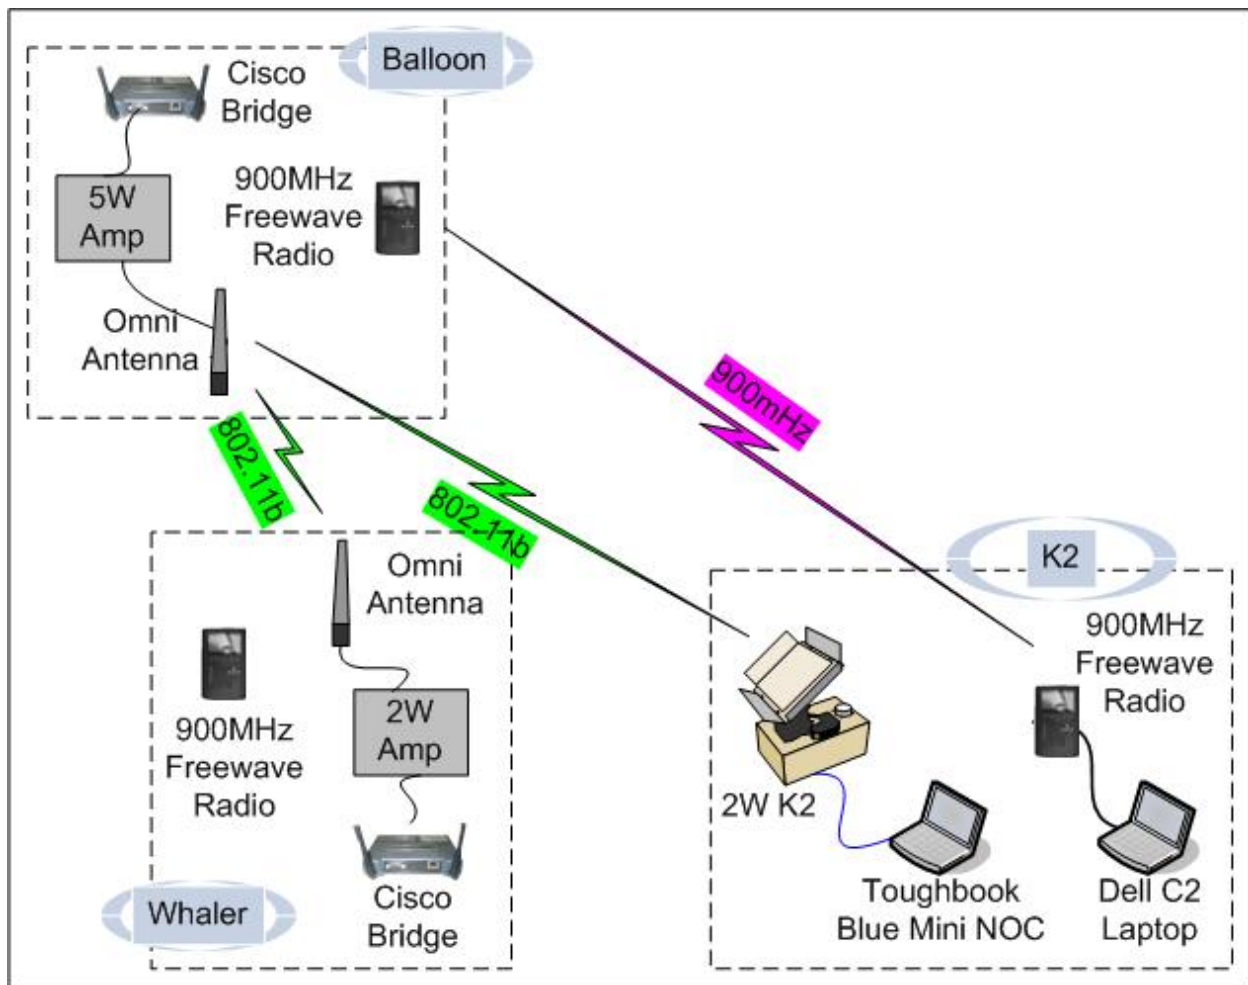 Balloon
Cisco
Bridge
5W
Amp
900MHz
Freewave
Radio
Omni
Antenna
802.11b
802.11b
900mHz
K2
Omni
Antenna
900MHz
Freewave
Radio
2W
Amp
Cisco
Bridge
Whaler
900MHz
Freewave
Radio
2W K2
Toughbook
Blue Mini NOC
Dell C2
Laptop